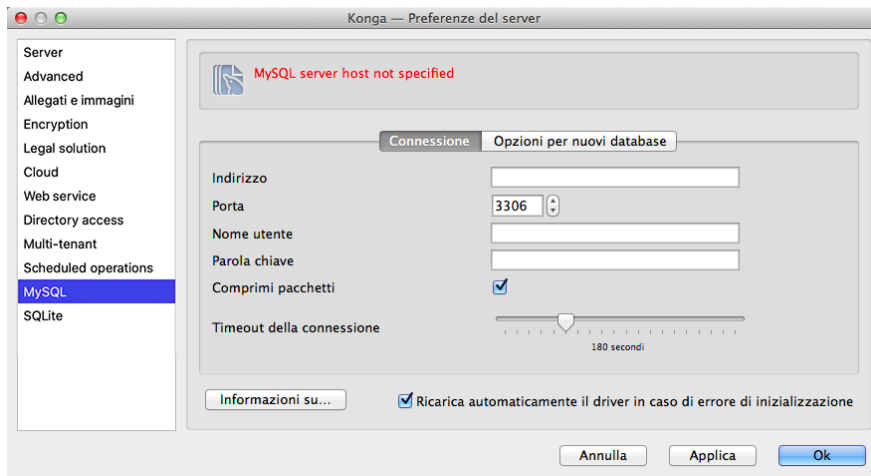 Konga — Preferenze del server
Server
Advanced
Allegati e immagini
Encryption
Legal solution
Cloud
Web service
Directory access
Multi-tenant
Scheduled operations
MySQL
SQLite
MySQL server host not specified
Connessione
Opzioni per nuovi database
Indirizzo
Porta
3306
Nome utente
Parola chiave
Comprimi pacchetti
Timeout della connessione
180 secondi
Informazioni su...
Ricarica automaticamente il driver in caso di errore di inizializzazione
Annulla
Applica
Ok